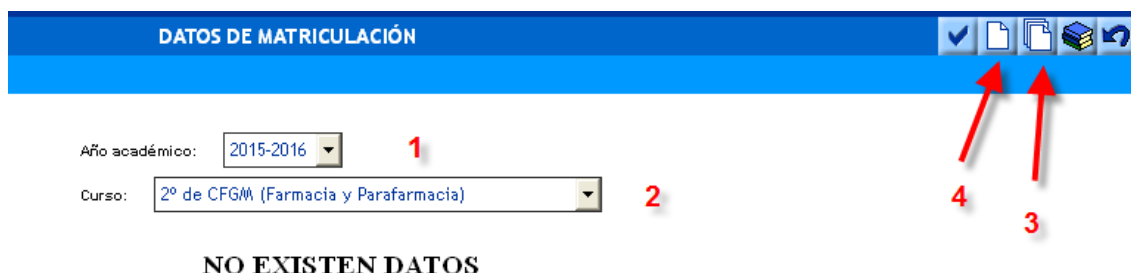 DATOS DE MATRICULACIÓN
Año académico: 2015-2016 1
Curso: 2º de CFGM (Farmacia y Parafarmacia) 2
4
3
NO EXISTEN DATOS